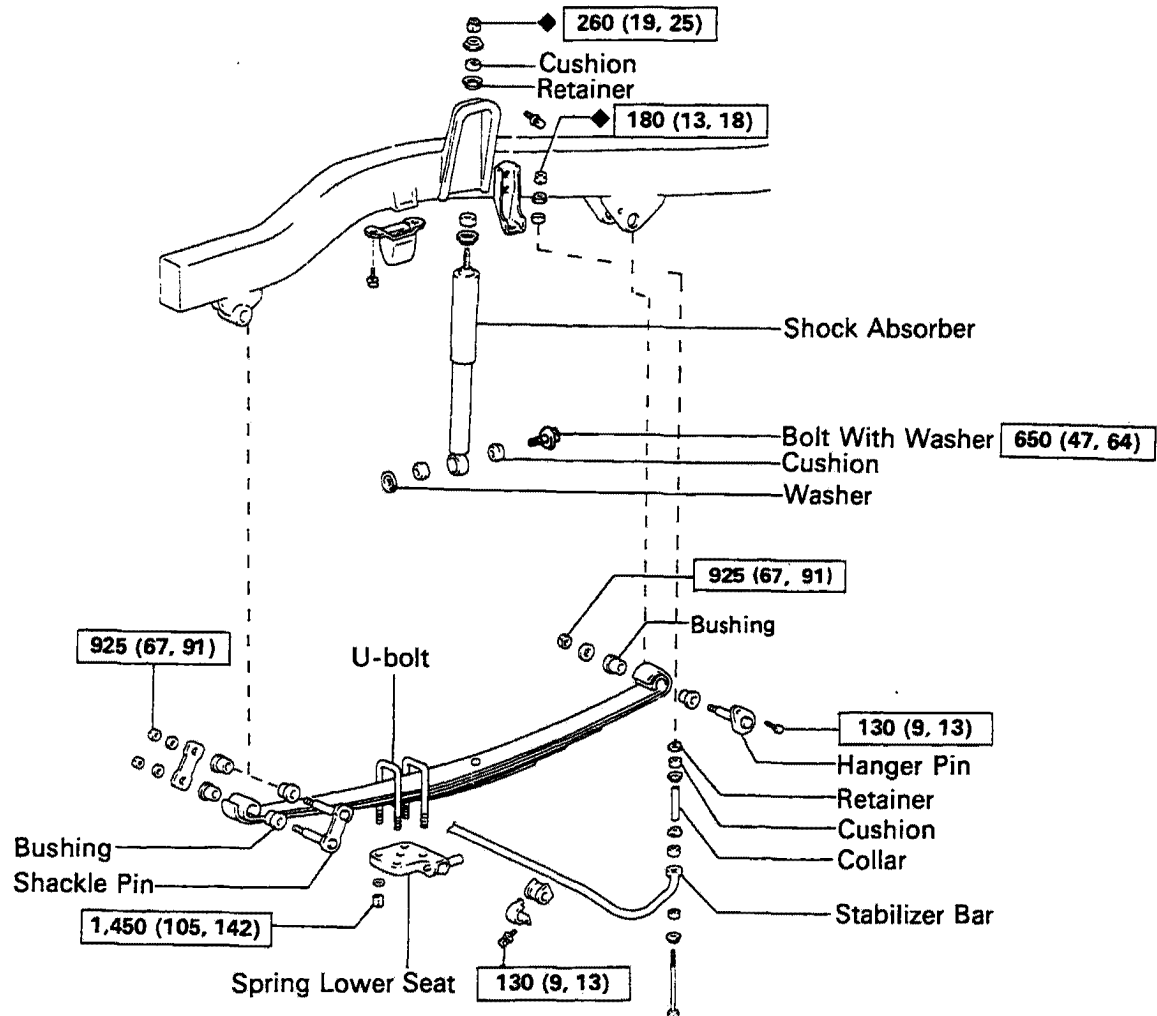 ◆ 260 (19, 25)
Cushion
Retainer
◆ 180 (13, 18)
Shock Absorber
Bolt With Washer 650 (47, 64)
Cushion
Washer
925 (67, 91)
Bushing
925 (67, 91)
U-bolt
130 (9, 13)
Hanger Pin
Retainer
Cushion
Collar
Bushing
Shackle Pin
Stabilizer Bar
1,450 (105, 142)
Spring Lower Seat
130 (9, 13)